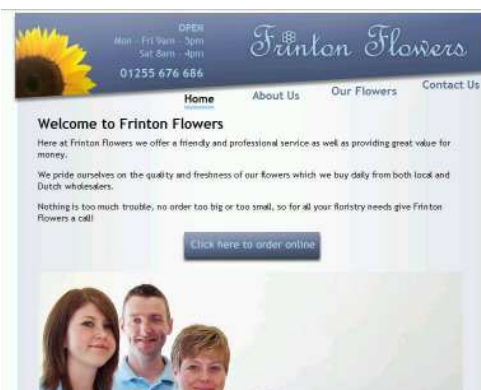 OPEN
Mon - Fri 9am - 5pm
Sat 8am - 4pm
01255 676 686
Frinton Flowers
Home
About Us
Our Flowers
Contact Us
Welcome to Frinton Flowers
Here at Frinton Flowers we offer a friendly and professional service as well as providing great value for
money.
We pride ourselves on the quality and freshness of our flowers which we buy daily from both local and
Dutch wholesalers.
Nothing is too much trouble, no order too big or too small, so for all your floristry needs give Frinton
Flowers a call!
Click here to order online